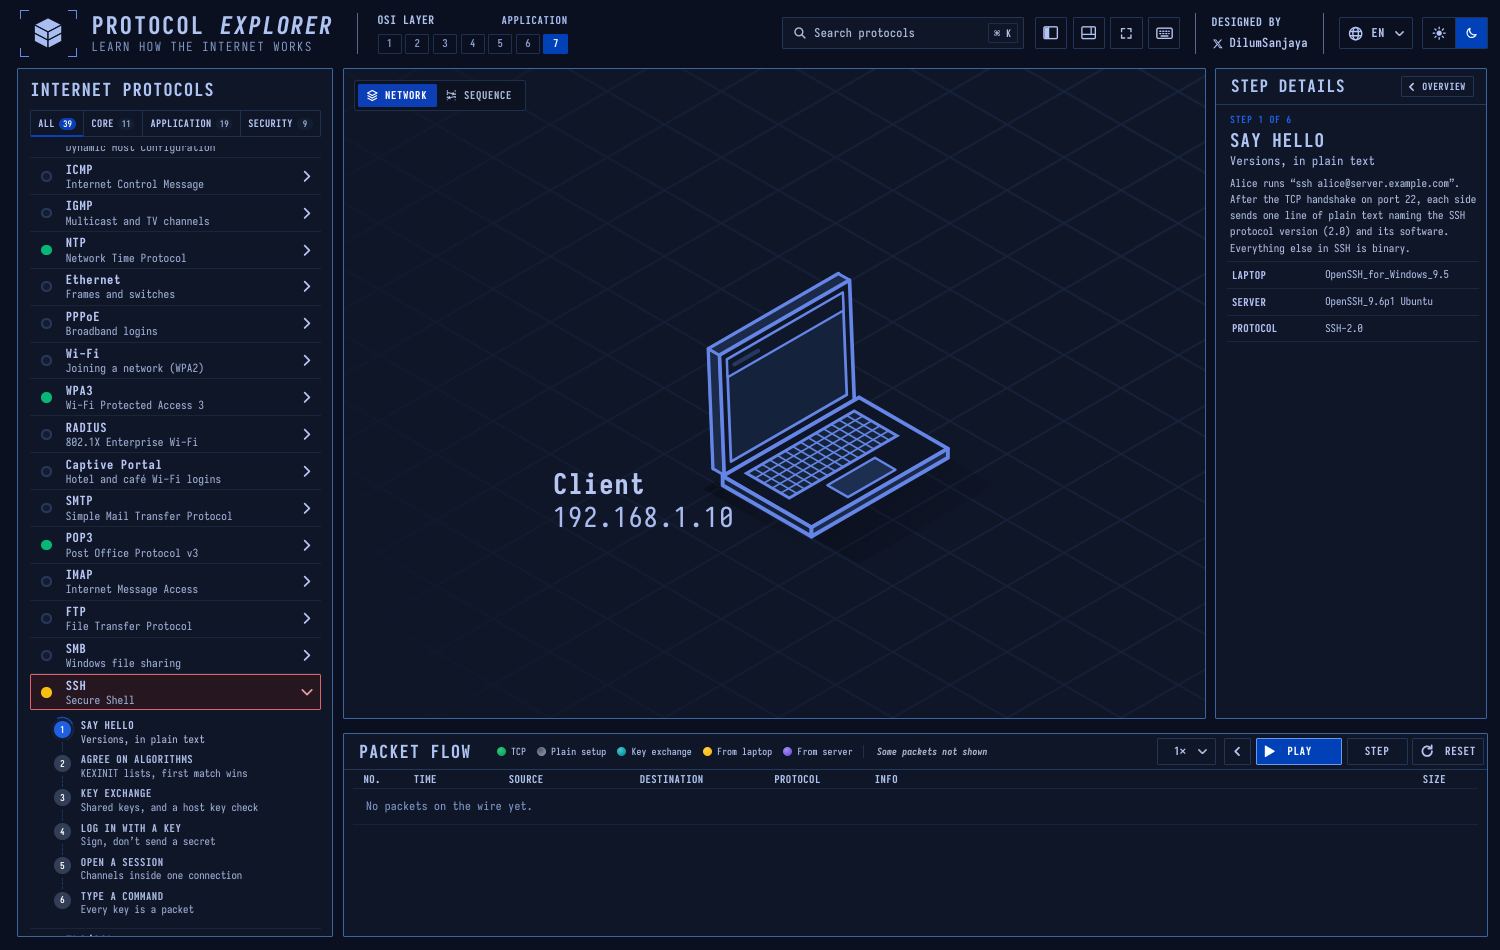 PROTOCOL EXPLORER
LEARN HOW THE INTERNET WORKS
OSI LAYER APPLICATION
1 2 3 4 5 6 7
Search protocols ⌘ K
DESIGNED BY
DilumSanjaya
EN
INTERNET PROTOCOLS
ALL 39 CORE 11 APPLICATION 19 SECURITY 9
Dynamic Host Configuration
ICMP
Internet Control Message
IGMP
Multicast and TV channels
NTP
Network Time Protocol
Ethernet
Frames and switches
PPPoE
Broadband logins
Wi-Fi
Joining a network (WPA2)
WPA3
Wi-Fi Protected Access 3
RADIUS
802.1X Enterprise Wi-Fi
Captive Portal
Hotel and café Wi-Fi logins
SMTP
Simple Mail Transfer Protocol
POP3
Post Office Protocol v3
IMAP
Internet Message Access
FTP
File Transfer Protocol
SMB
Windows file sharing
SSH
Secure Shell
1 SAY HELLO
Versions, in plain text
2 AGREE ON ALGORITHMS
KEXINIT lists, first match wins
3 KEY EXCHANGE
Shared keys, and a host key check
4 LOG IN WITH A KEY
Sign, don’t send a secret
5 OPEN A SESSION
Channels inside one connection
6 TYPE A COMMAND
Every key is a packet
NETWORK SEQUENCE
Client
192.168.1.10
STEP DETAILS OVERVIEW
STEP 1 OF 6
SAY HELLO
Versions, in plain text
Alice runs “ssh alice@server.example.com”.
After the TCP handshake on port 22, each side
sends one line of plain text naming the SSH
protocol version (2.0) and its software.
Everything else in SSH is binary.
LAPTOP OpenSSH_for_Windows_9.5
SERVER OpenSSH_9.6p1 Ubuntu
PROTOCOL SSH-2.0
PACKET FLOW TCP Plain setup Key exchange From laptop From server Some packets not shown 1× PLAY STEP RESET
NO. TIME SOURCE DESTINATION PROTOCOL INFO SIZE
No packets on the wire yet.